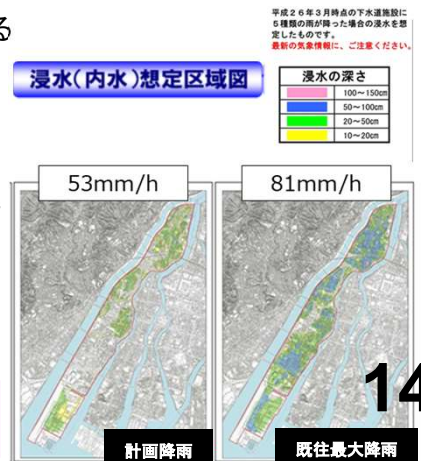 る
平成26年3月時点の下水道施設に
5種類の雨が降った場合の浸水を想
定したものです。
最新の気象情報に、ご注意ください。
浸水(内水)想定区域図
浸水の深さ
100～150cm
50～100cm
20～50cm
10～20cm
53mm/h
81mm/h
14
計画降雨
既往最大降雨